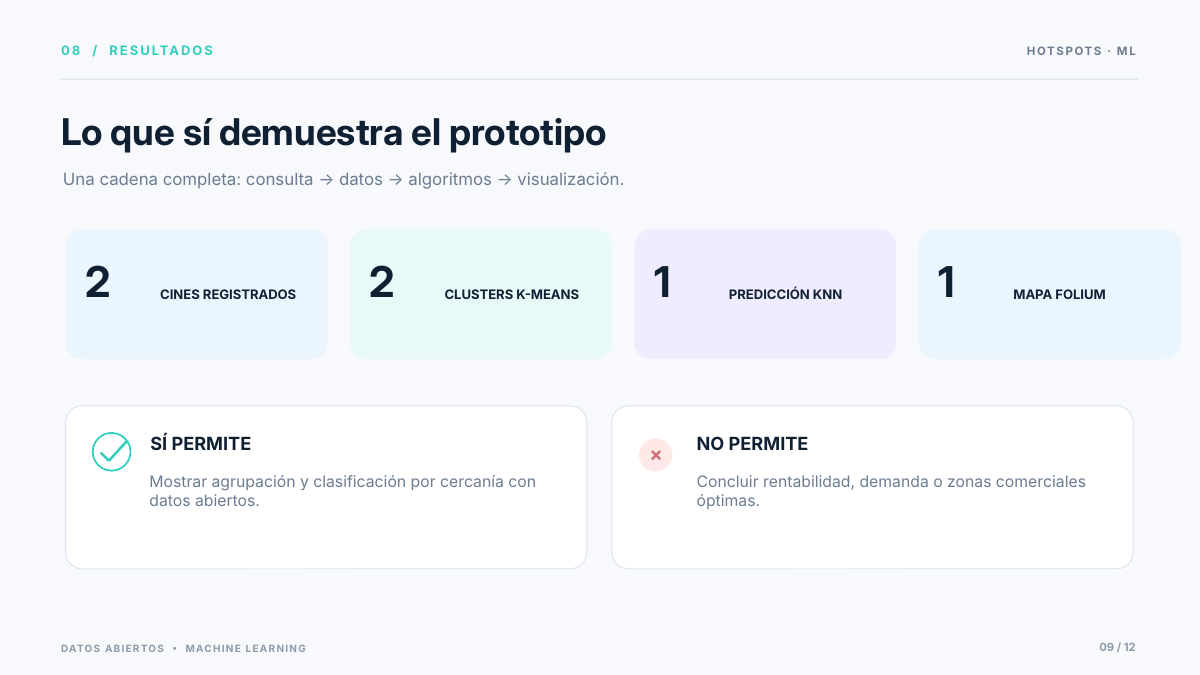 08 / RESULTADOS
HOTSPOTS · ML
Lo que sí demuestra el prototipo
Una cadena completa: consulta → datos → algoritmos → visualización.
2 CINES REGISTRADOS
2 CLUSTERS K-MEANS
1 PREDICCIÓN KNN
1 MAPA FOLIUM
SÍ PERMITE
Mostrar agrupación y clasificación por cercanía con
datos abiertos.
NO PERMITE
Concluir rentabilidad, demanda o zonas comerciales
óptimas.
DATOS ABIERTOS • MACHINE LEARNING
09 / 12